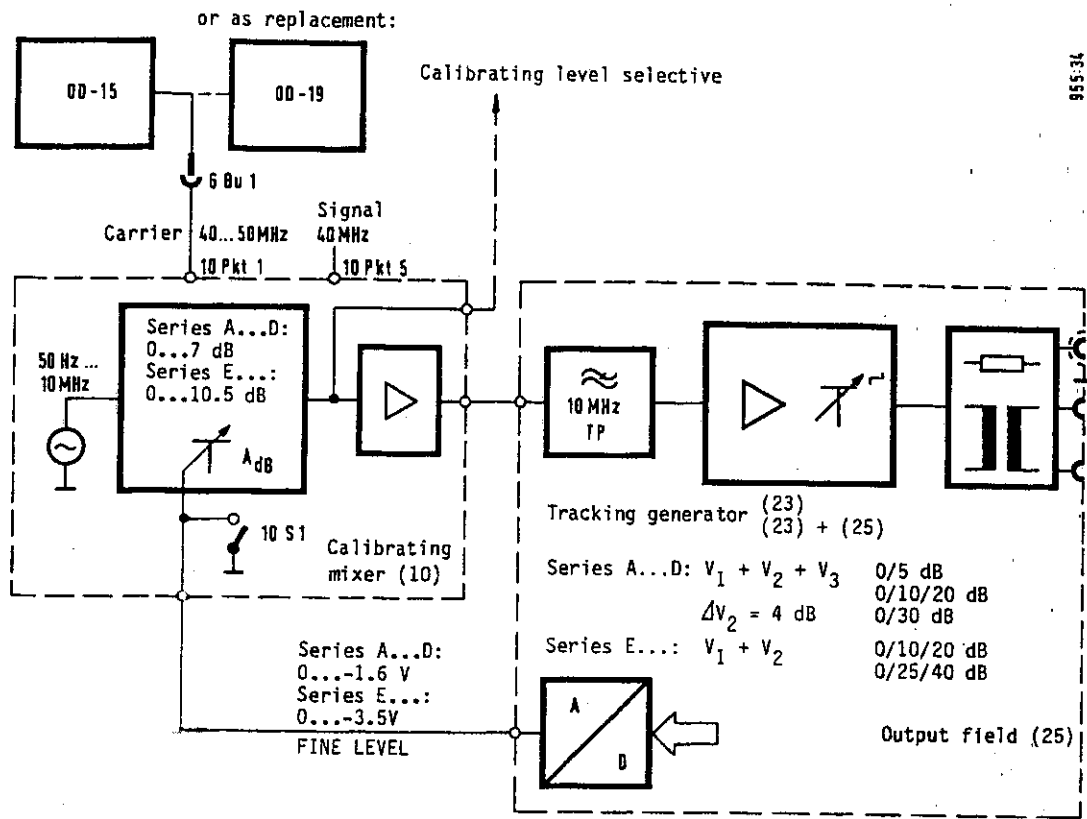 or as replacement:
OD-15
OD-19
Calibrating level selective
955:34
6 Bu 1
Signal
Carrier 40...50MHz 40MHz
10 Pkt 1
10 Pkt 5
Series A...D:
0...7 dB
Series E...:
0...10.5 dB
50 Hz ...
10 MHz
A dB
10 MHz
TP
10 S1
Calibrating
mixer (10)
Tracking generator (23)
(23) + (25)
Series A...D: V1 + V2 + V3 0/5 dB
0/10/20 dB
ΔV2 = 4 dB 0/30 dB
Series E...: V1 + V2 0/10/20 dB
0/25/40 dB
Series A...D:
0...-1.6 V
Series E...:
0...-3.5V
FINE LEVEL
A
D
Output field (25)